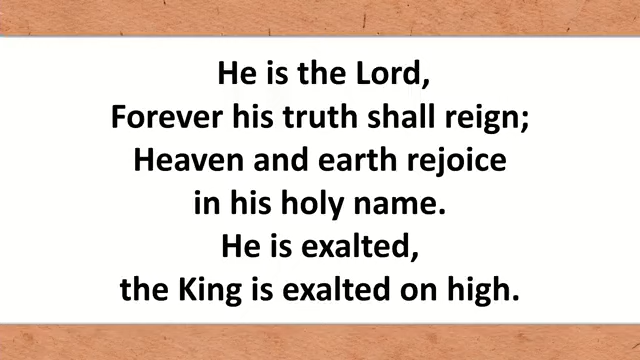 He is the Lord,
Forever his truth shall reign;
Heaven and earth rejoice
in his holy name.
He is exalted,
the King is exalted on high.